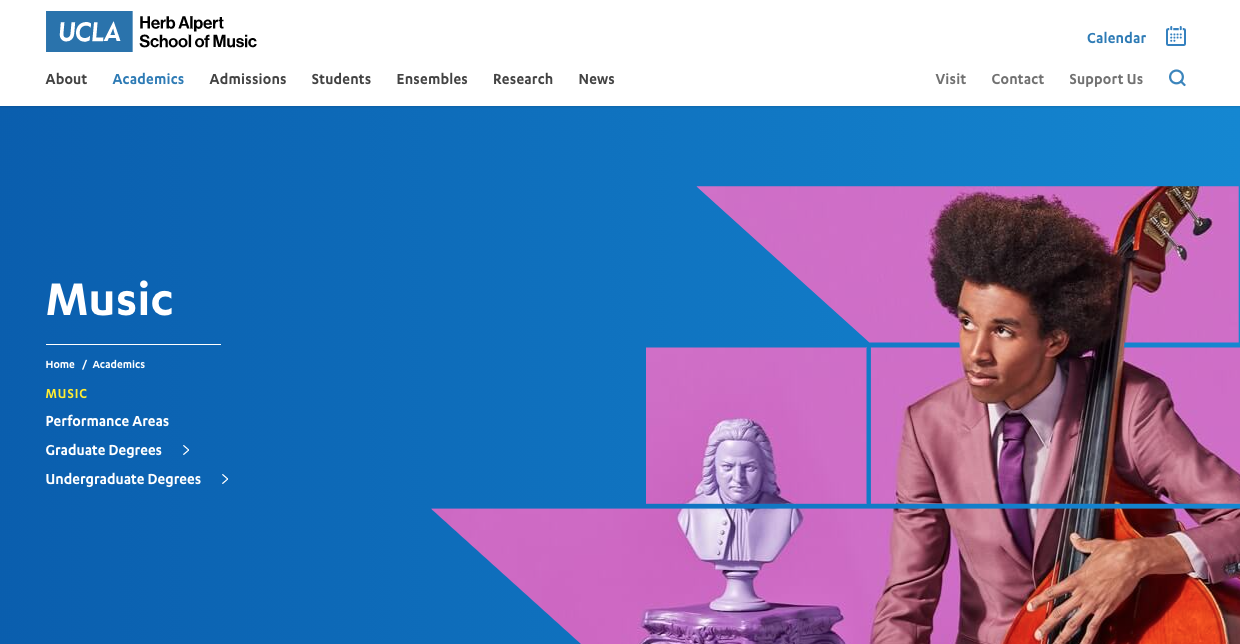 UCLA
Herb Alpert
School of Music
Calendar
About Academics Admissions Students Ensembles Research News Visit Contact Support Us
Music
Home / Academics
MUSIC
Performance Areas
Graduate Degrees
Undergraduate Degrees